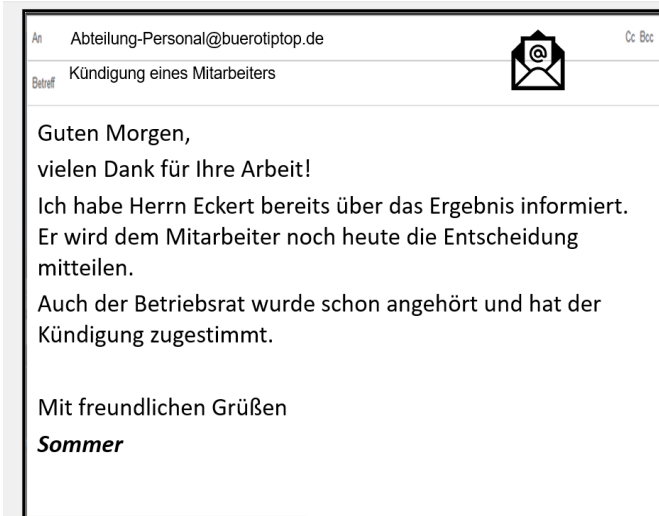 An Abteilung-Personal@buerotiptop.de Cc Bcc
Betreff Kündigung eines Mitarbeiters
@
Guten Morgen,
vielen Dank für Ihre Arbeit!
Ich habe Herrn Eckert bereits über das Ergebnis informiert.
Er wird dem Mitarbeiter noch heute die Entscheidung
mitteilen.
Auch der Betriebsrat wurde schon angehört und hat der
Kündigung zugestimmt.
Mit freundlichen Grüßen
Sommer